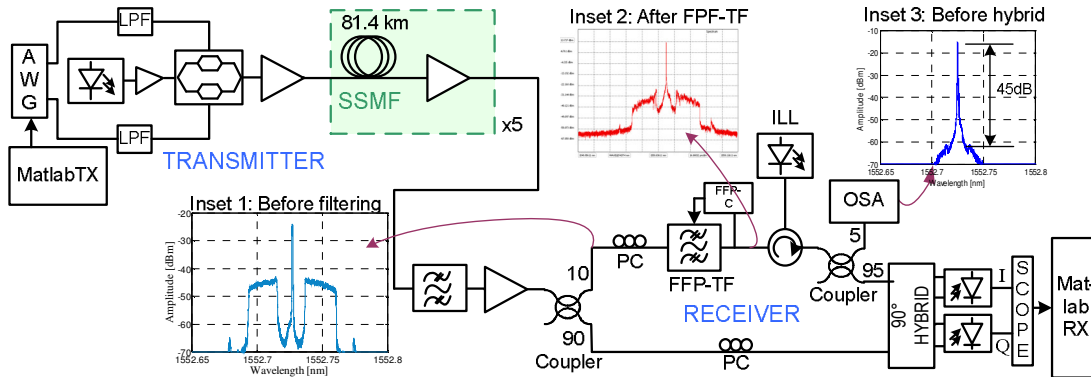 LPF
AWG
LPF
MatlabTX
TRANSMITTER
81.4 km
SSMF
x5
Inset 2: After FPF-TF
ILL
Inset 3: Before hybrid
Amplitude [dBm]
-10
-20
-30
-40
-50
-60
-70
45dB
1552.65
1552.7
1552.75
1552.8
Wavelength [nm]
Inset 1: Before filtering
Amplitude [dBm]
-20
-30
-40
-50
-60
-70
1552.65
1552.7
1552.75
1552.8
Wavelength [nm]
10
90
Coupler
PC
FFP-
C
FFP-TF
OSA
5
95
Coupler
RECEIVER
PC
90°
HYBRID
I
Q
SCOPE
Mat-
lab
RX